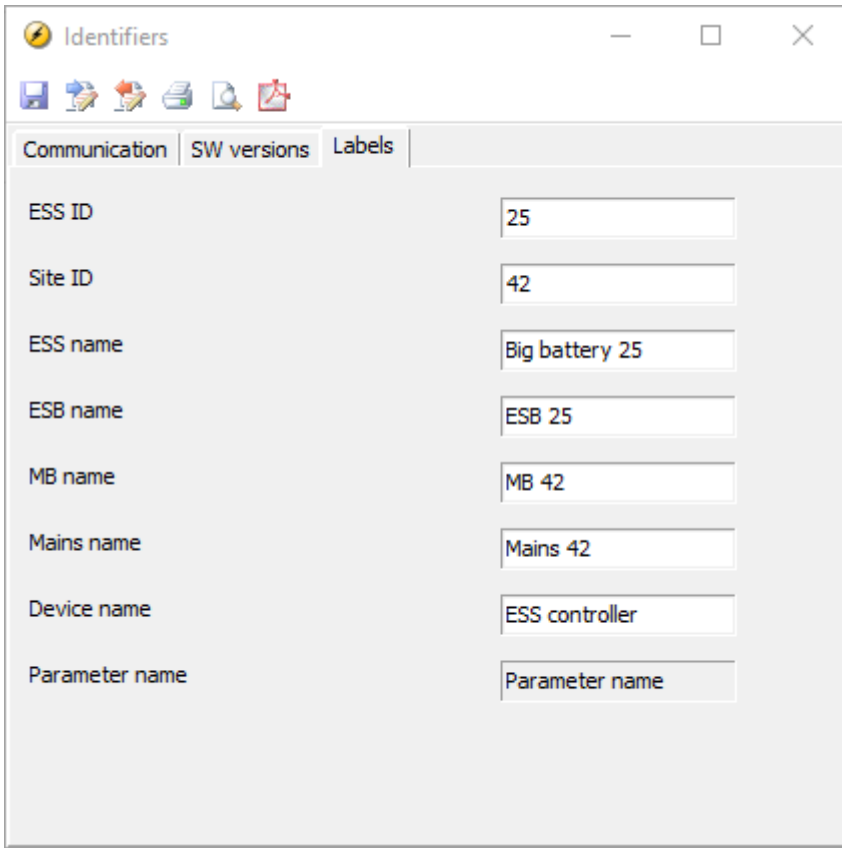 Identifiers
Communication SW versions Labels
ESS ID 25
Site ID 42
ESS name Big battery 25
ESB name ESB 25
MB name MB 42
Mains name Mains 42
Device name ESS controller
Parameter name Parameter name